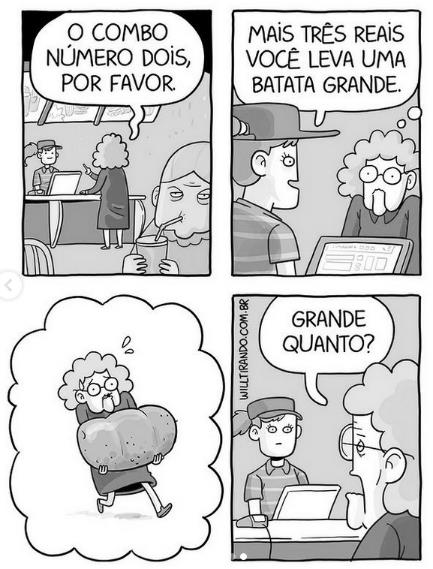 O COMBO
NÚMERO DOIS,
POR FAVOR.
MAIS TRÊS REAIS
VOCÊ LEVA UMA
BATATA GRANDE.
WILLTIRANDO.COM.BR
GRANDE
QUANTO?